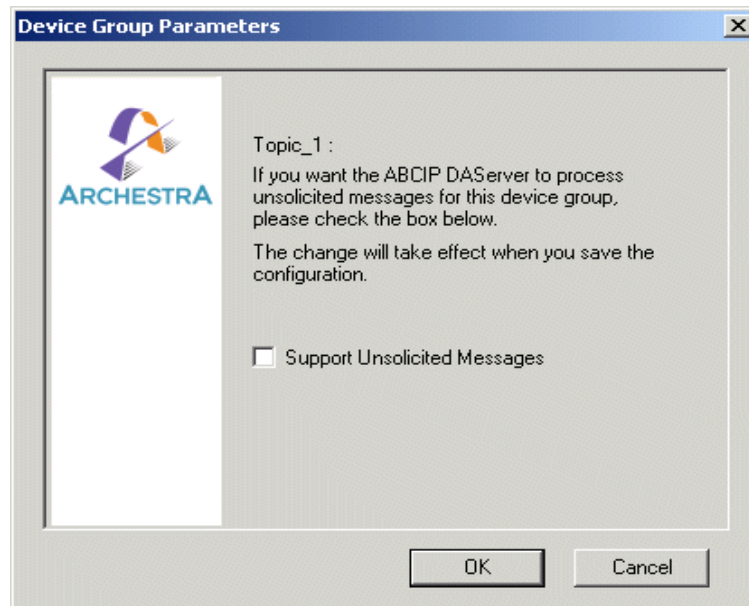 Device Group Parameters
ARCHESTRA
Topic_1 :
If you want the ABCIP DAServer to process
unsolicited messages for this device group,
please check the box below.
The change will take effect when you save the
configuration.
Support Unsolicited Messages
OK
Cancel